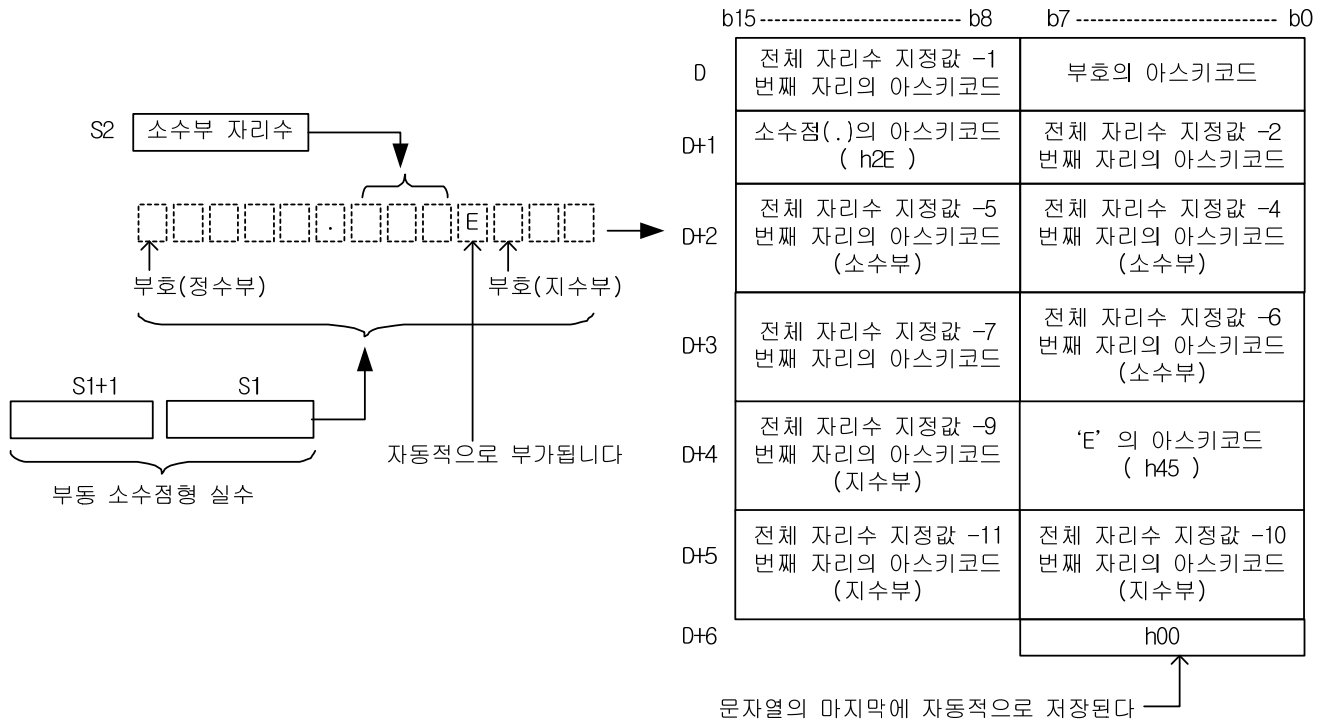 S2
소수부 자리수
.
E
부호(정수부)
부호(지수부)
S1+1
S1
자동적으로 부가됩니다
부동 소수점형 실수
b15 ---------------------- b8
b7 ------------------------- b0
D
전체 자리수 지정값 -1
번째 자리의 아스키코드
부호의 아스키코드
D+1
소수점(.)의 아스키코드
( h2E )
전체 자리수 지정값 -2
번째 자리의 아스키코드
D+2
전체 자리수 지정값 -5
번째 자리의 아스키코드
(소수부)
전체 자리수 지정값 -4
번째 자리의 아스키코드
(소수부)
D+3
전체 자리수 지정값 -7
번째 자리의 아스키코드
전체 자리수 지정값 -6
번째 자리의 아스키코드
(소수부)
D+4
전체 자리수 지정값 -9
번째 자리의 아스키코드
(지수부)
‘E’ 의 아스키코드
( h45 )
D+5
전체 자리수 지정값 -11
번째 자리의 아스키코드
(지수부)
전체 자리수 지정값 -10
번째 자리의 아스키코드
(지수부)
D+6
h00
문자열의 마지막에 자동적으로 저장된다